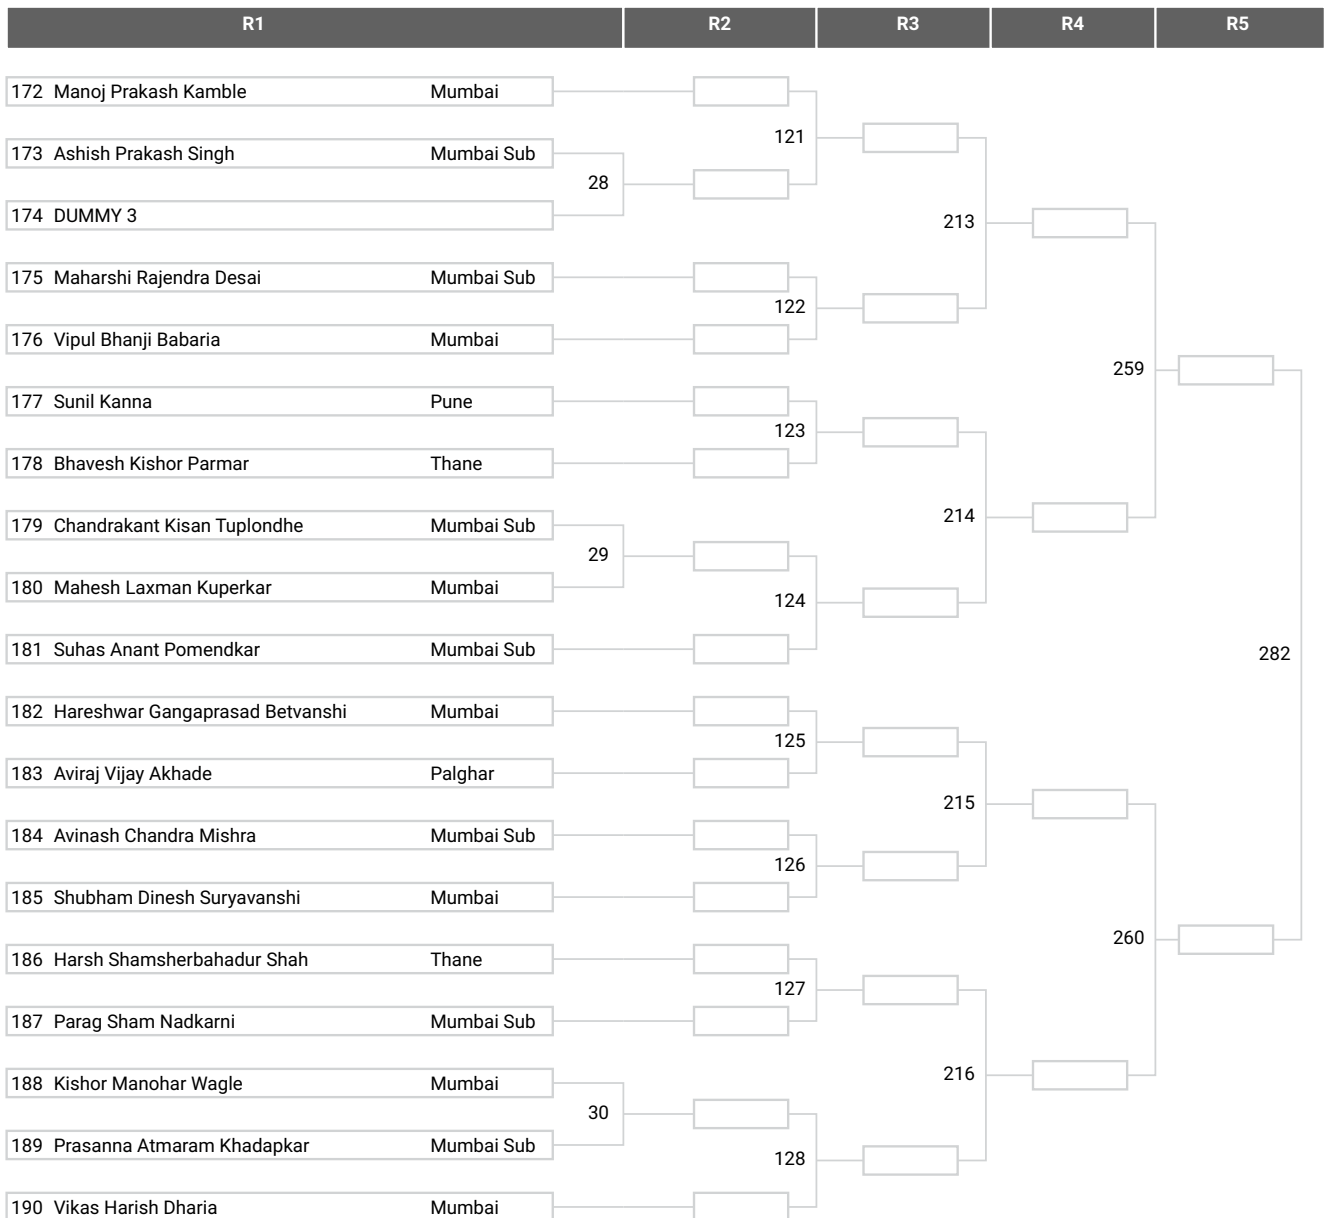 R1 R2 R3 R4 R5
172 Manoj Prakash Kamble Mumbai
121
173 Ashish Prakash Singh Mumbai Sub
28
174 DUMMY 3
213
175 Maharshi Rajendra Desai Mumbai Sub
122
176 Vipul Bhanji Babaria Mumbai
259
177 Sunil Kanna Pune
123
178 Bhavesh Kishor Parmar Thane
214
179 Chandrakant Kisan Tuplondhe Mumbai Sub
29
180 Mahesh Laxman Kuperkar Mumbai
124
181 Suhas Anant Pomendkar Mumbai Sub
282
182 Hareshwar Gangaprasad Betvanshi Mumbai
125
183 Aviraj Vijay Akhade Palghar
215
184 Avinash Chandra Mishra Mumbai Sub
126
185 Shubham Dinesh Suryavanshi Mumbai
260
186 Harsh Shamsherbahadur Shah Thane
127
187 Parag Sham Nadkarni Mumbai Sub
216
188 Kishor Manohar Wagle Mumbai
30
189 Prasanna Atmaram Khadapkar Mumbai Sub
128
190 Vikas Harish Dharia Mumbai